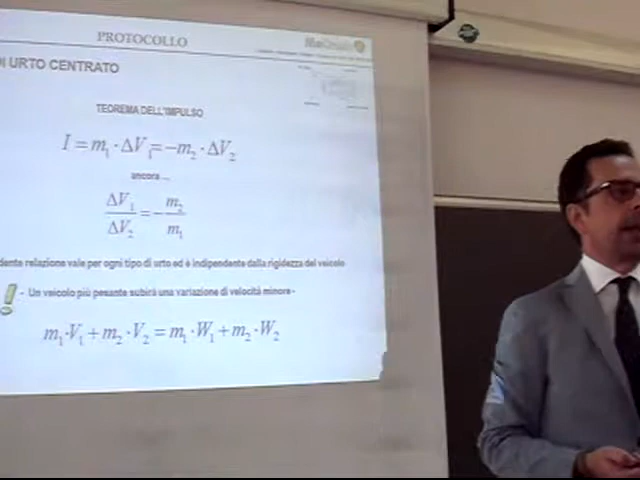 PROTOCOLLO
DI URTO CENTRATO
TEOREMA DELL'IMPULSO
I = m₁ · ΔV₁ = −m₂ · ΔV₂
ancora ...
ΔV₁ / ΔV₂ = − m₂ / m₁
dente relazione vale per ogni tipo di urto ed è indipendente dalla rigidezza del veicolo
! - Un veicolo più pesante subirà una variazione di velocità minore -
m₁·V₁ + m₂·V₂ = m₁·W₁ + m₂·W₂